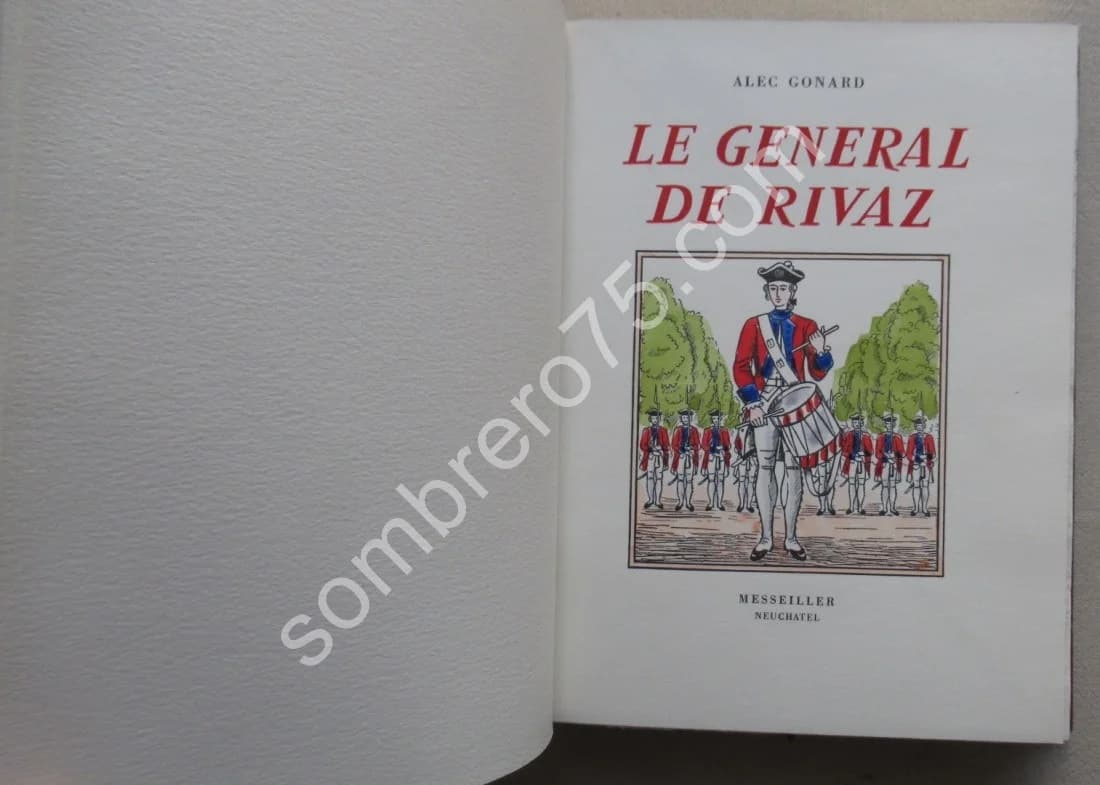 ALEC GONARD
LE GENERAL
DE RIVAZ
MESSEILLER
NEUCHATEL
sombrero75.com